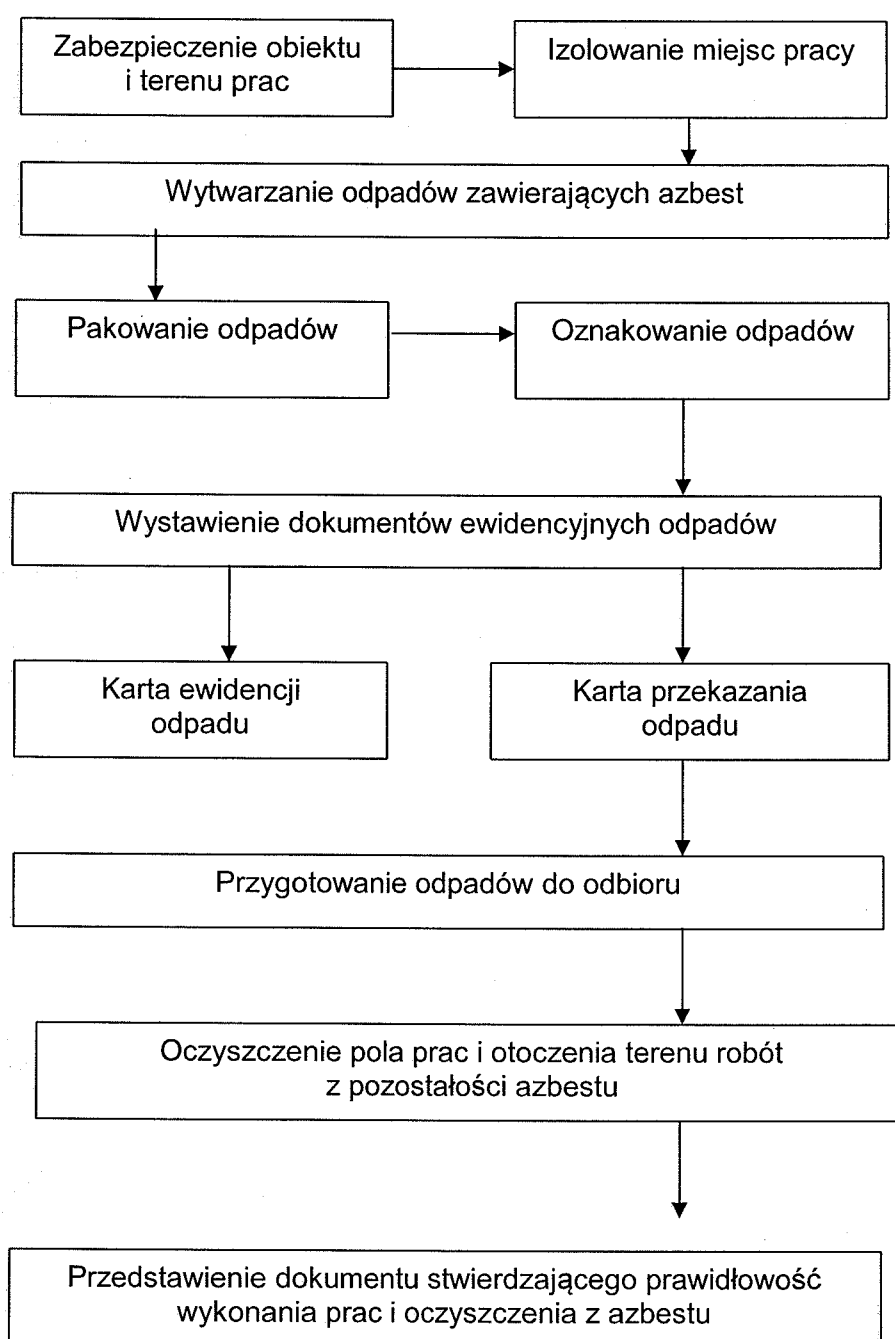 Zabezpieczenie obiektu
i terenu prac
Izolowanie miejsc pracy
Wytwarzanie odpadów zawierających azbest
Pakowanie odpadów
Oznakowanie odpadów
Wystawienie dokumentów ewidencyjnych odpadów
Karta ewidencji
odpadu
Karta przekazania
odpadu
Przygotowanie odpadów do odbioru
Oczyszczenie pola prac i otoczenia terenu robót
z pozostałości azbestu
Przedstawienie dokumentu stwierdzającego prawidłowość
wykonania prac i oczyszczenia z azbestu